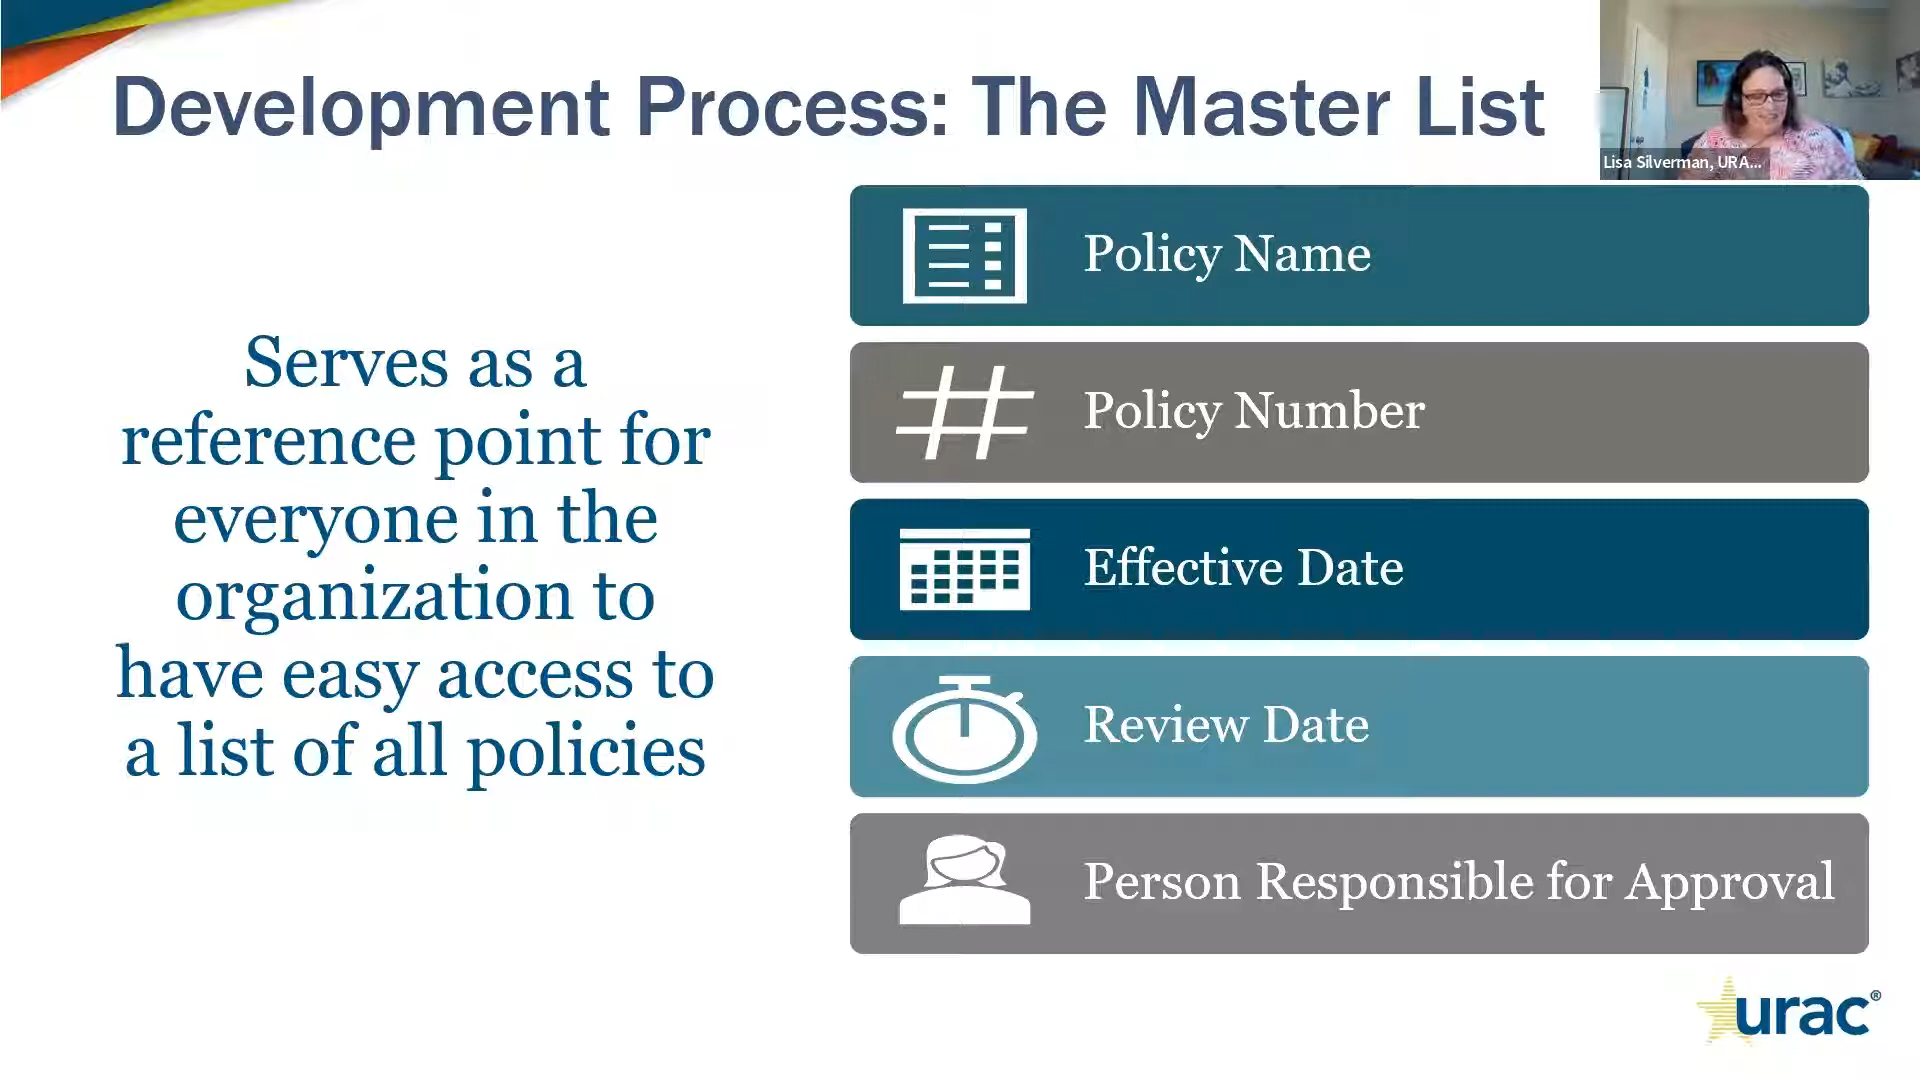 Development Process: The Master List
Lisa Silverman, URA...
Serves as a
reference point for
everyone in the
organization to
have easy access to
a list of all policies
Policy Name
Policy Number
Effective Date
Review Date
Person Responsible for Approval
urac®